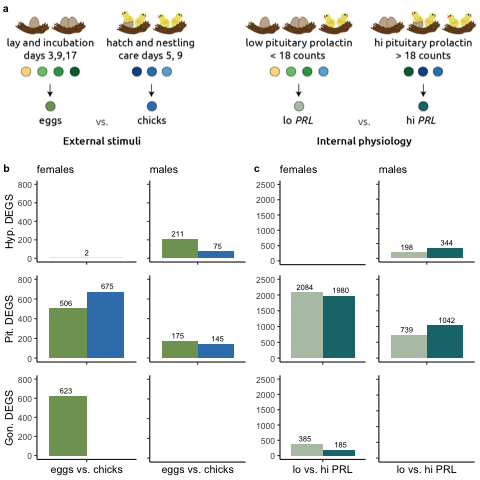 a
lay and incubation
days 3,9,17
hatch and nestling
care days 5, 9
low pituitary prolactin
< 18 counts
hi pituitary prolactin
> 18 counts
eggs
vs.
chicks
lo PRL
vs.
hi PRL
External stimuli
Internal physiology
b
females
males
c
females
males
Hyp. DEGS
800
600
400
200
0
2
211
75
2500
2000
1500
1000
500
0
198
344
Pit. DEGS
800
600
400
200
0
506
675
175
145
2500
2000
1500
1000
500
0
2084
1980
739
1042
Gon. DEGS
800
600
400
200
0
623
2500
2000
1500
1000
500
0
385
185
eggs vs. chicks
eggs vs. chicks
lo vs. hi PRL
lo vs. hi PRL